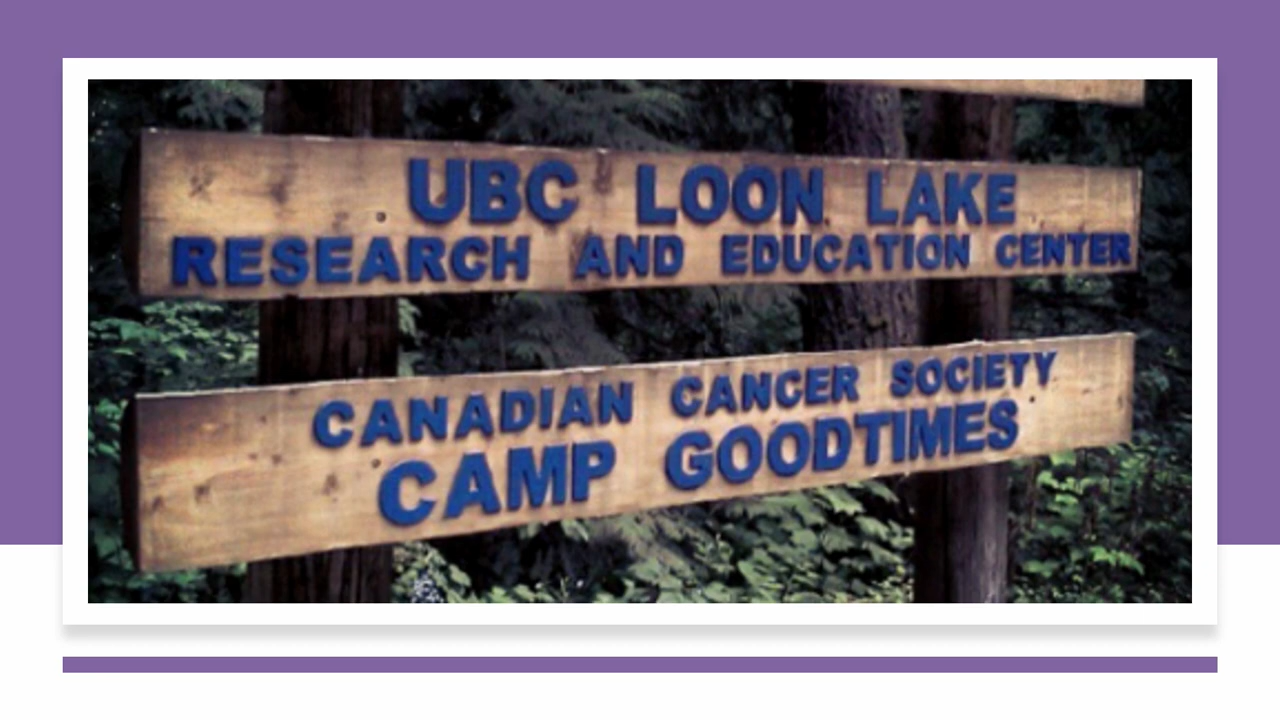 UBC LOON LAKE
RESEARCH AND EDUCATION CENTER
CANADIAN CANCER SOCIETY
CAMP GOODTIMES